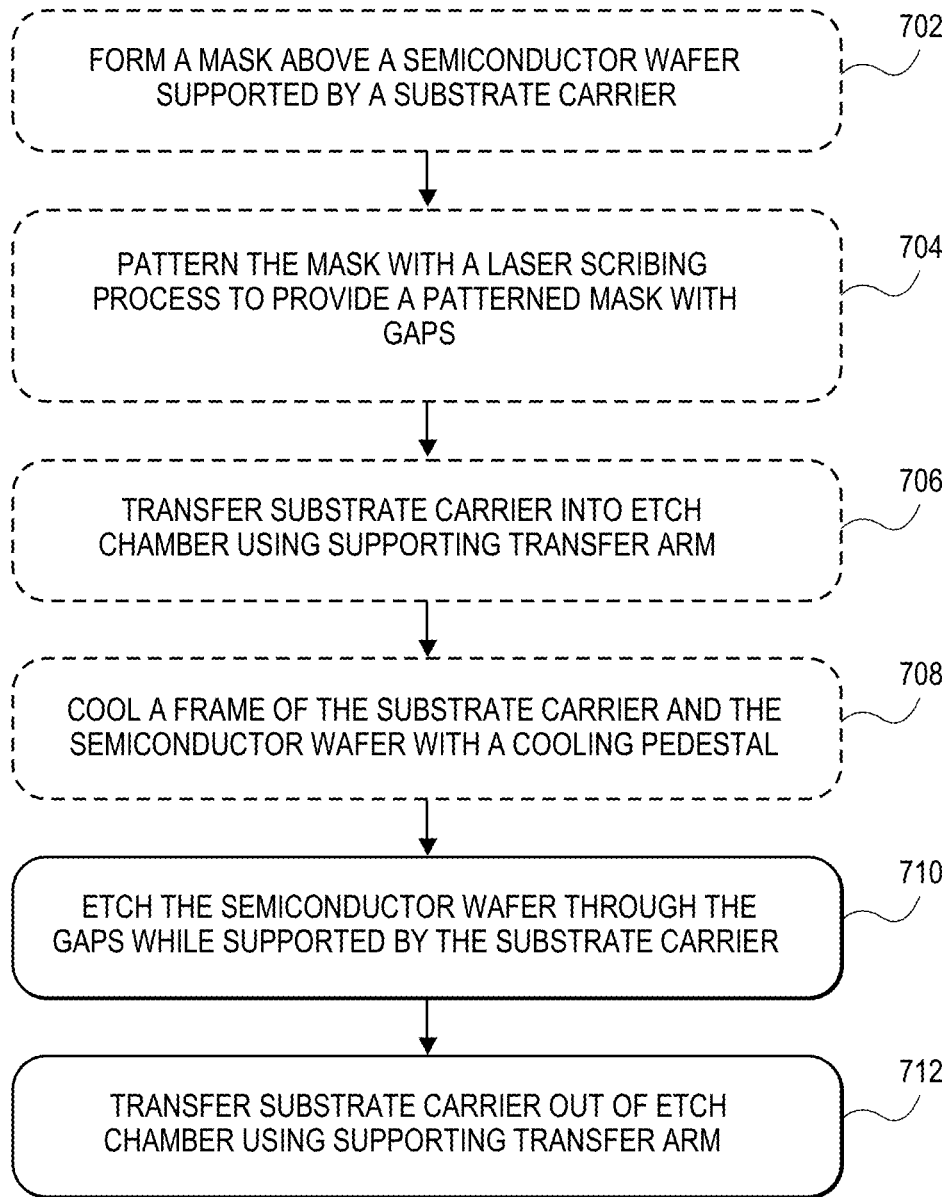 702
FORM A MASK ABOVE A SEMICONDUCTOR WAFER
SUPPORTED BY A SUBSTRATE CARRIER
704
PATTERN THE MASK WITH A LASER SCRIBING
PROCESS TO PROVIDE A PATTERNED MASK WITH
GAPS
706
TRANSFER SUBSTRATE CARRIER INTO ETCH
CHAMBER USING SUPPORTING TRANSFER ARM
708
COOL A FRAME OF THE SUBSTRATE CARRIER AND THE
SEMICONDUCTOR WAFER WITH A COOLING PEDESTAL
710
ETCH THE SEMICONDUCTOR WAFER THROUGH THE
GAPS WHILE SUPPORTED BY THE SUBSTRATE CARRIER
712
TRANSFER SUBSTRATE CARRIER OUT OF ETCH
CHAMBER USING SUPPORTING TRANSFER ARM